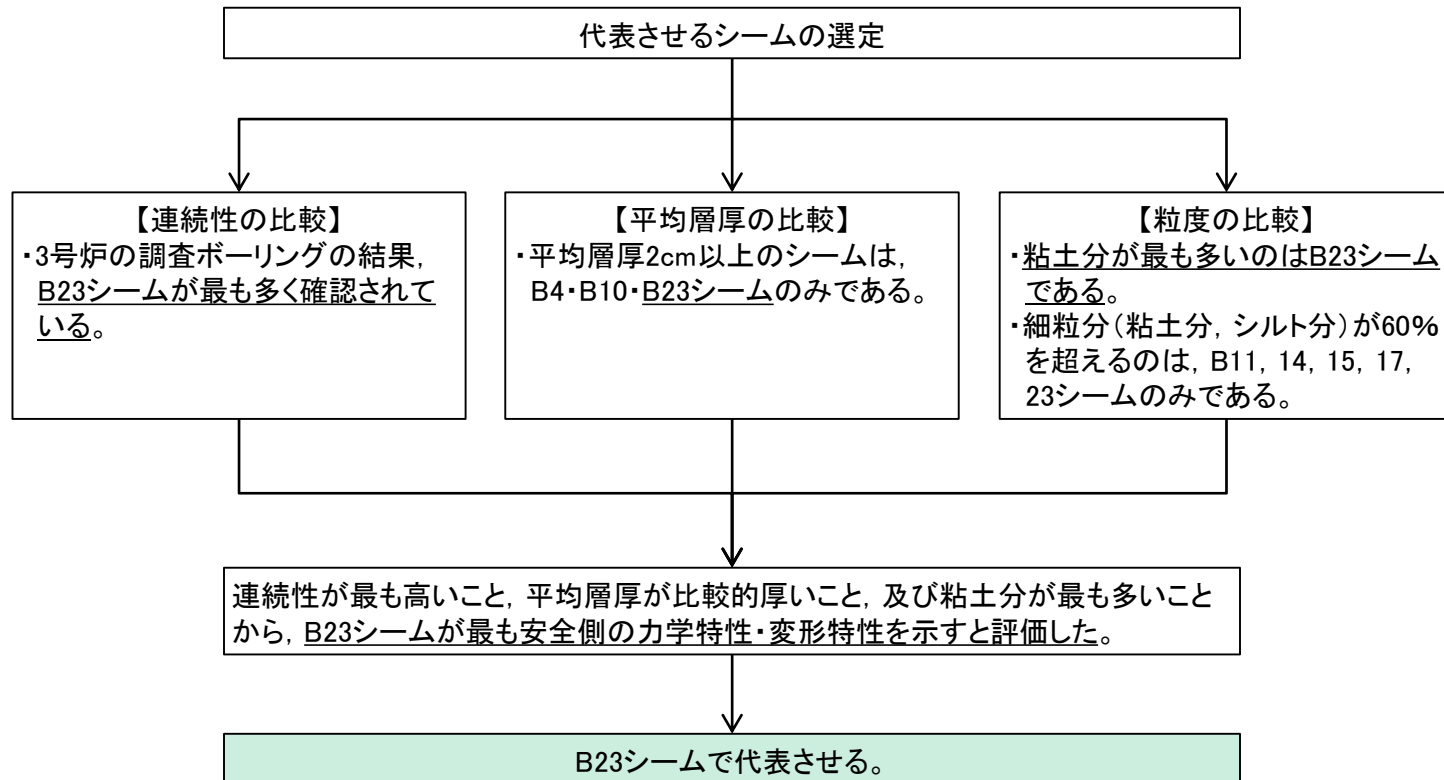 代表させるシームの選定
【連続性の比較】
・3号炉の調査ボーリングの結果,
B23シームが最も多く確認されて
いる。
【平均層厚の比較】
・平均層厚2cm以上のシームは,
B4・B10・B23シームのみである。
【粒度の比較】
・粘土分が最も多いのはB23シーム
である。
・細粒分(粘土分, シルト分)が60%
を超えるのは, B11, 14, 15, 17,
23シームのみである。
連続性が最も高いこと, 平均層厚が比較的厚いこと, 及び粘土分が最も多いこと
から, B23シームが最も安全側の力学特性・変形特性を示すと評価した。
B23シームで代表させる。